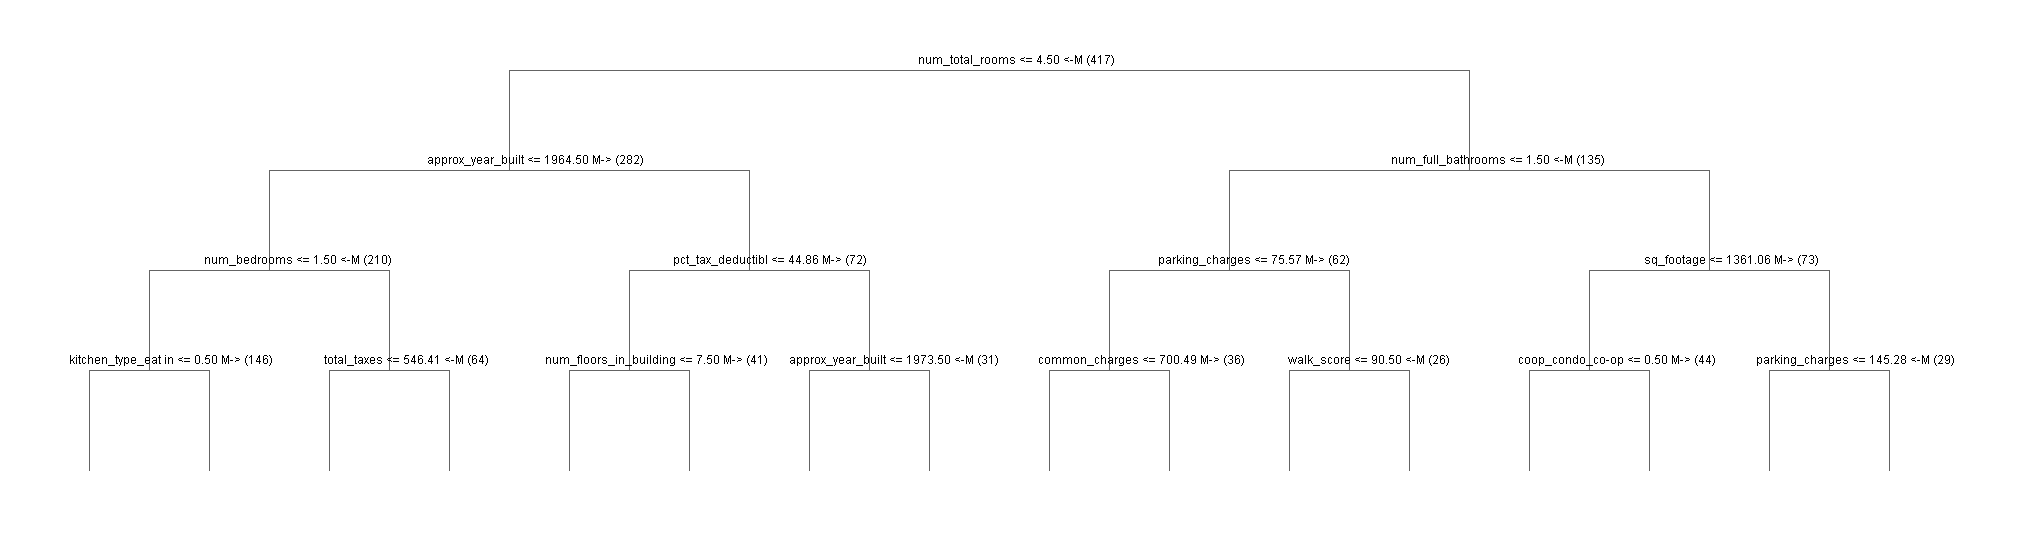 num_total_rooms <= 4.50 <-M (417)
approx_year_built <= 1964.50 M-> (282)
num_full_bathrooms <= 1.50 <-M (135)
num_bedrooms <= 1.50 <-M (210)
pct_tax_deductibl <= 44.86 M-> (72)
parking_charges <= 75.57 M-> (62)
sq_footage <= 1361.06 M-> (73)
kitchen_type_eat in <= 0.50 M-> (146)
total_taxes <= 546.41 <-M (64)
num_floors_in_building <= 7.50 M-> (41)
approx_year_built <= 1973.50 <-M (31)
common_charges <= 700.49 M-> (36)
walk_score <= 90.50 <-M (26)
coop_condo_co-op <= 0.50 M-> (44)
parking_charges <= 145.28 <-M (29)